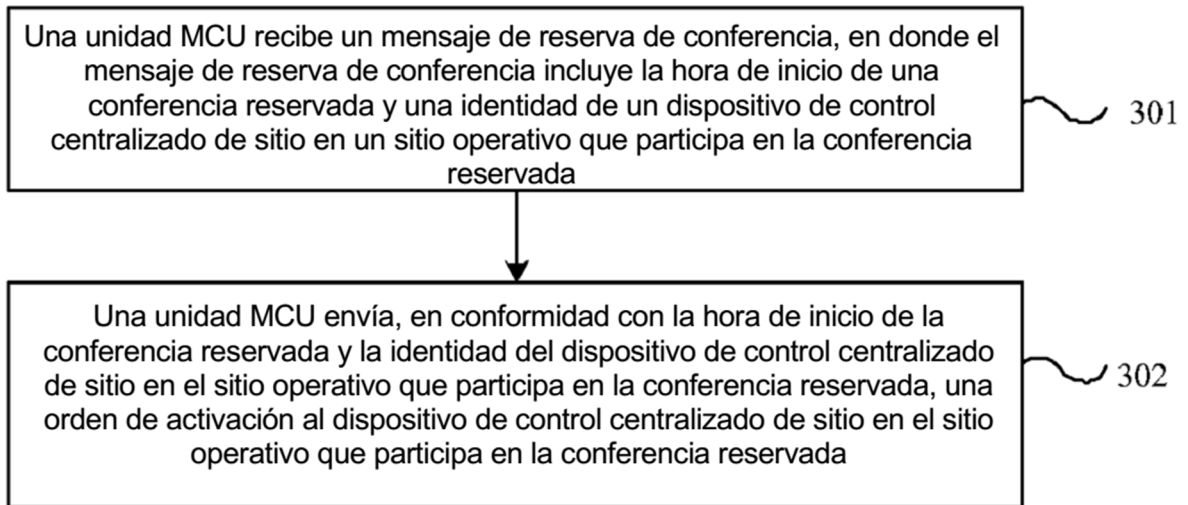 Una unidad MCU recibe un mensaje de reserva de conferencia, en donde el
mensaje de reserva de conferencia incluye la hora de inicio de una
conferencia reservada y una identidad de un dispositivo de control
centralizado de sitio en un sitio operativo que participa en la conferencia
reservada
301
Una unidad MCU envía, en conformidad con la hora de inicio de la
conferencia reservada y la identidad del dispositivo de control centralizado
de sitio en el sitio operativo que participa en la conferencia reservada, una
orden de activación al dispositivo de control centralizado de sitio en el sitio
operativo que participa en la conferencia reservada
302